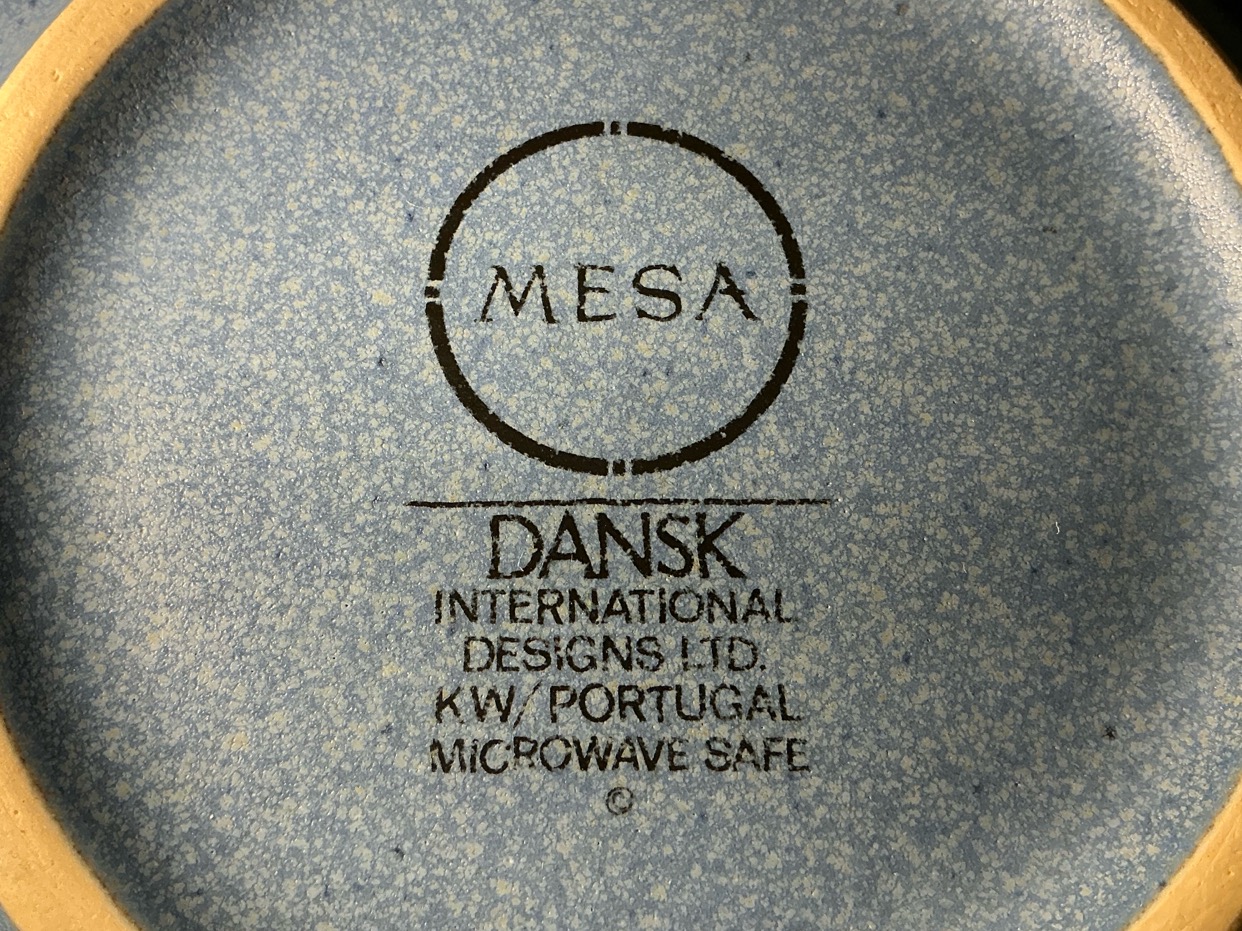 MESA
DANSK
INTERNATIONAL
DESIGNS LTD.
KW/PORTUGAL
MICROWAVE SAFE
©